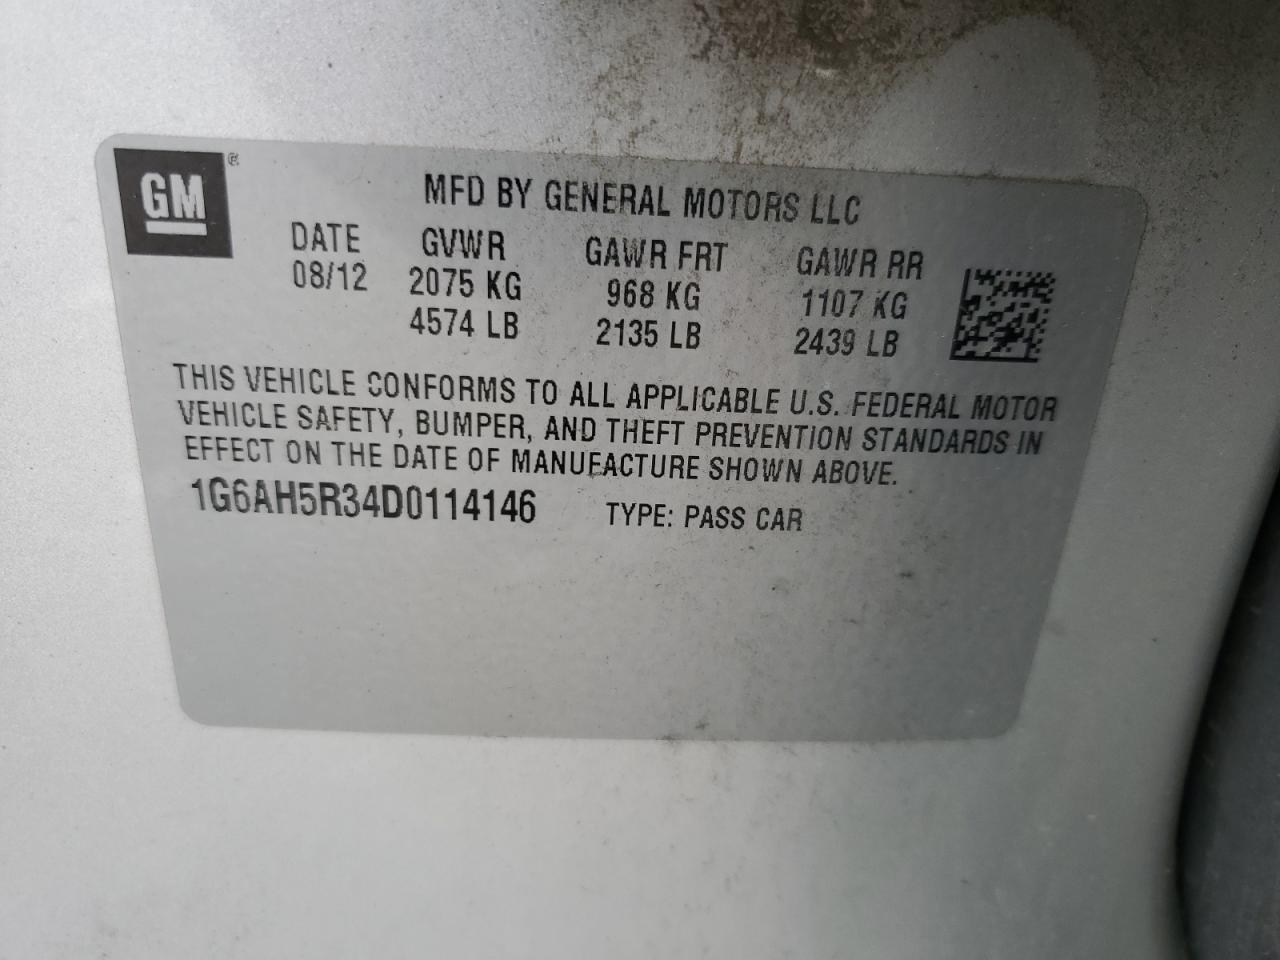 GM ®
MFD BY GENERAL MOTORS LLC
DATE GVWR GAWR FRT GAWR RR
08/12 2075 KG 968 KG 1107 KG
4574 LB 2135 LB 2439 LB
THIS VEHICLE CONFORMS TO ALL APPLICABLE U.S. FEDERAL MOTOR
VEHICLE SAFETY, BUMPER, AND THEFT PREVENTION STANDARDS IN
EFFECT ON THE DATE OF MANUFACTURE SHOWN ABOVE.
1G6AH5R34D0114146 TYPE: PASS CAR